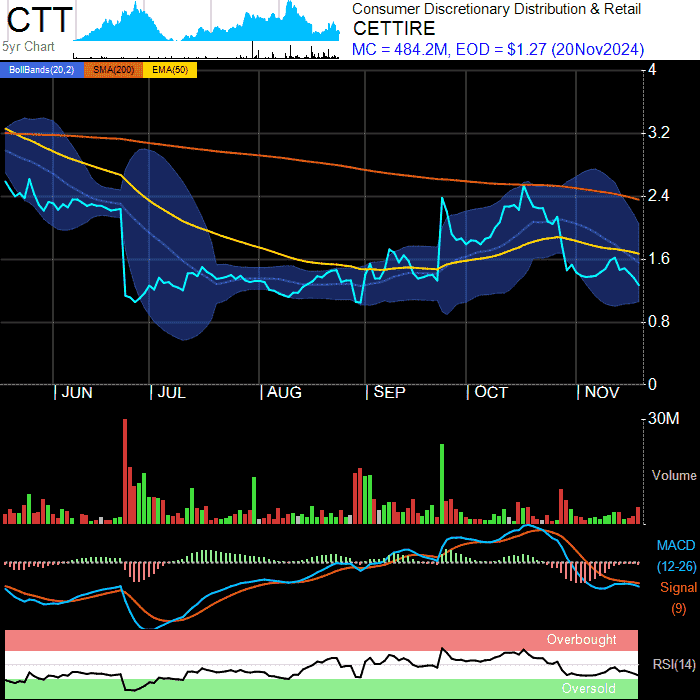 CTT
5yr Chart
Consumer Discretionary Distribution & Retail
CETTIRE
MC = 484.2M, EOD = $1.27 (20Nov2024)
BollBands(20,2) SMA(200) EMA(50)
4
3.2
2.4
1.6
0.8
0
JUN JUL AUG SEP OCT NOV
30M
Volume
MACD
(12-26)
Signal
(9)
Overbought
RSI(14)
Oversold